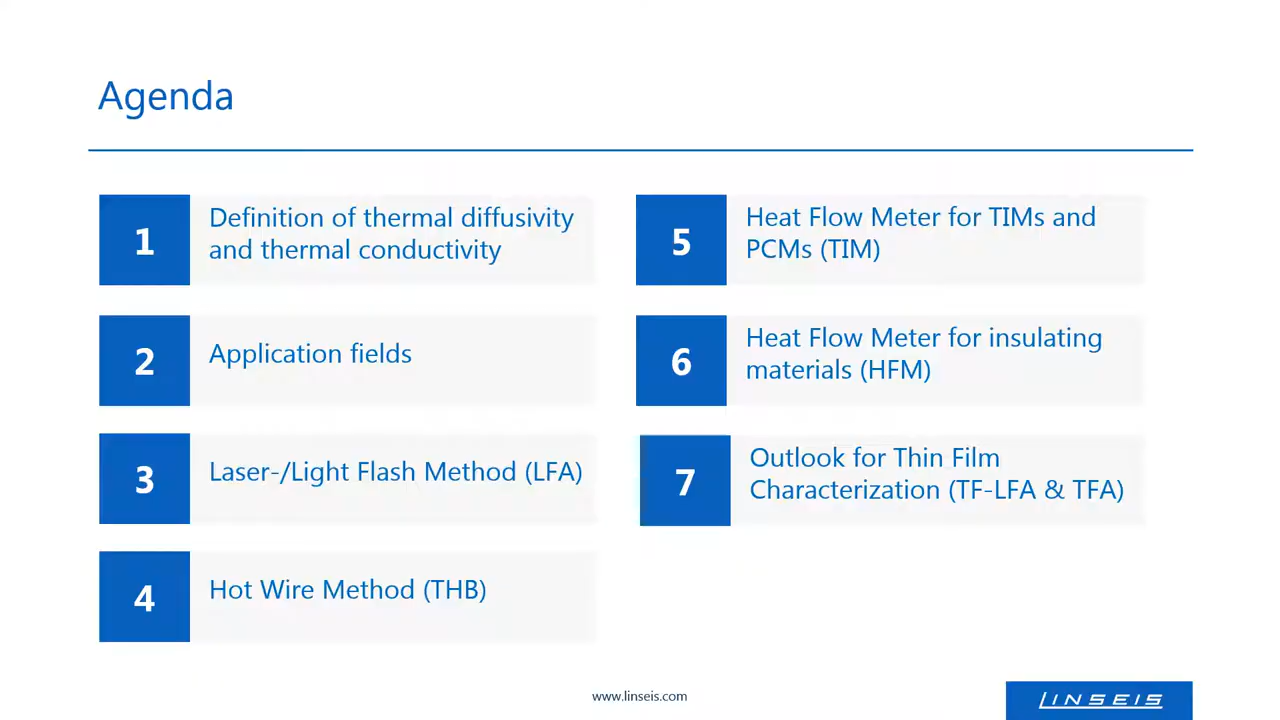 Agenda
1
Definition of thermal diffusivity
and thermal conductivity
2
Application fields
3
Laser-/Light Flash Method (LFA)
4
Hot Wire Method (THB)
5
Heat Flow Meter for TIMs and
PCMs (TIM)
6
Heat Flow Meter for insulating
materials (HFM)
7
Outlook for Thin Film
Characterization (TF-LFA & TFA)
www.linseis.com
LINSEIS